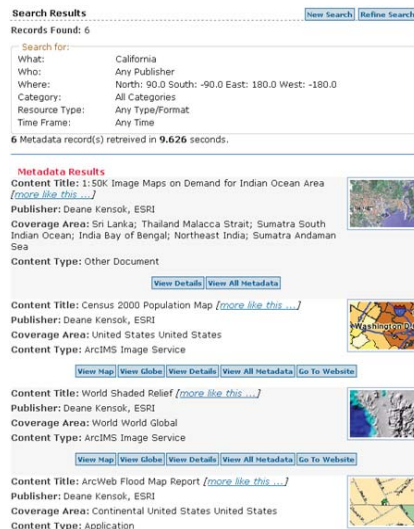 Search Results
New Search Refine Search
Records Found: 6
Search for:
What: California
Who: Any Publisher
Where: North: 90.0 South: -90.0 East: 180.0 West: -180.0
Category: All Categories
Resource Type: Any Type/Format
Time Frame: Any Time
6 Metadata record(s) retreived in 9.626 seconds.
Metadata Results
Content Title: 1:50K Image Maps on Demand for Indian Ocean Area
[more like this ...]
Publisher: Deane Kensok, ESRI
Coverage Area: Sri Lanka; Thailand Malacca Strait; Sumatra South
Indian Ocean; India Bay of Bengal; Northeast India; Sumatra Andaman
Sea
Content Type: Other Document
View Details View All Metadata
Content Title: Census 2000 Population Map [more like this ...]
Publisher: Deane Kensok, ESRI
Coverage Area: United States United States
Content Type: ArcIMS Image Service
Washington D
View Map View Globe View Details View All Metadata Go To Website
Content Title: World Shaded Relief [more like this ...]
Publisher: Deane Kensok, ESRI
Coverage Area: World World Global
Content Type: ArcIMS Image Service
View Map View Globe View Details View All Metadata Go To Website
Content Title: ArcWeb Flood Map Report [more like this ...]
Publisher: Deane Kensok, ESRI
Coverage Area: Continental United States United States
Content Type: Application